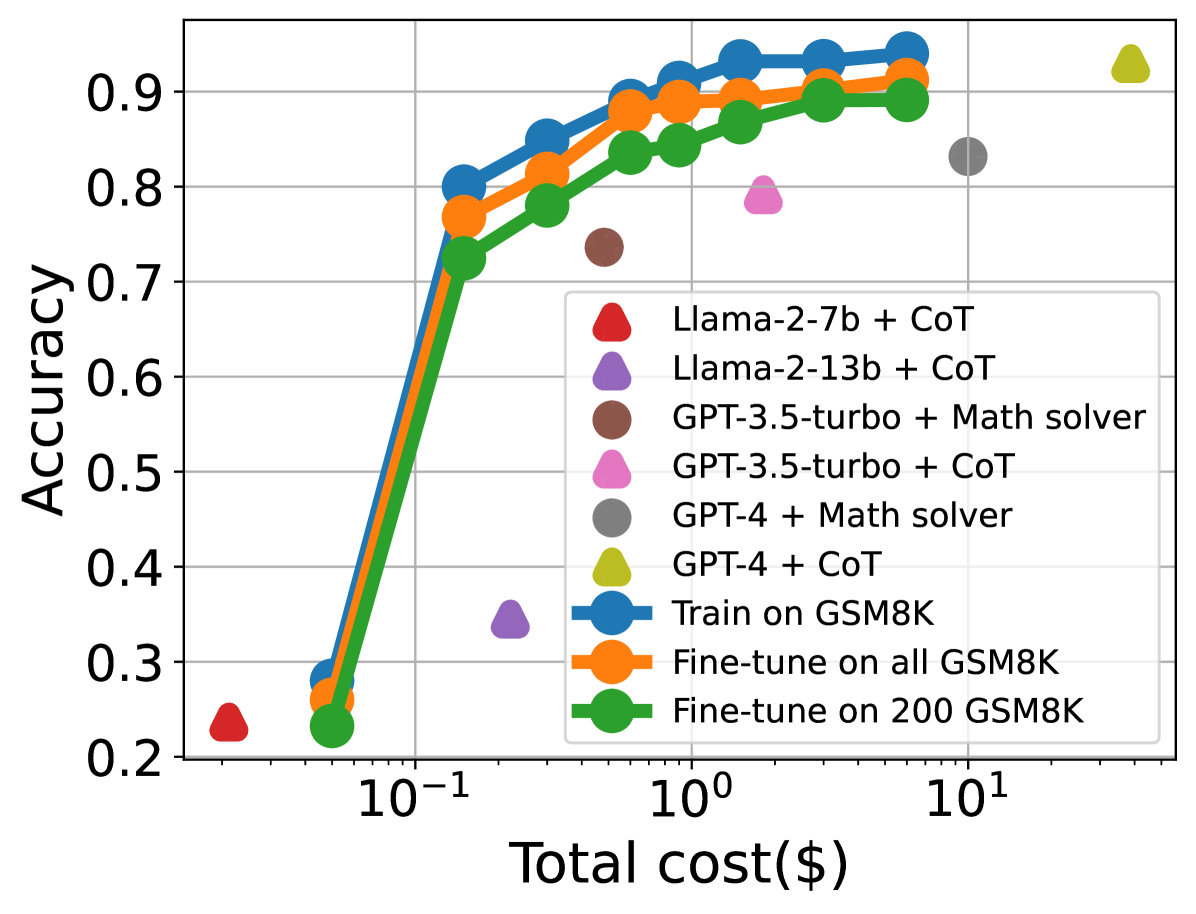 Accuracy
0.9
0.8
0.7
0.6
0.5
0.4
0.3
0.2
Llama-2-7b + CoT
Llama-2-13b + CoT
GPT-3.5-turbo + Math solver
GPT-3.5-turbo + CoT
GPT-4 + Math solver
GPT-4 + CoT
Train on GSM8K
Fine-tune on all GSM8K
Fine-tune on 200 GSM8K
10⁻¹ 10⁰ 10¹
Total cost($)